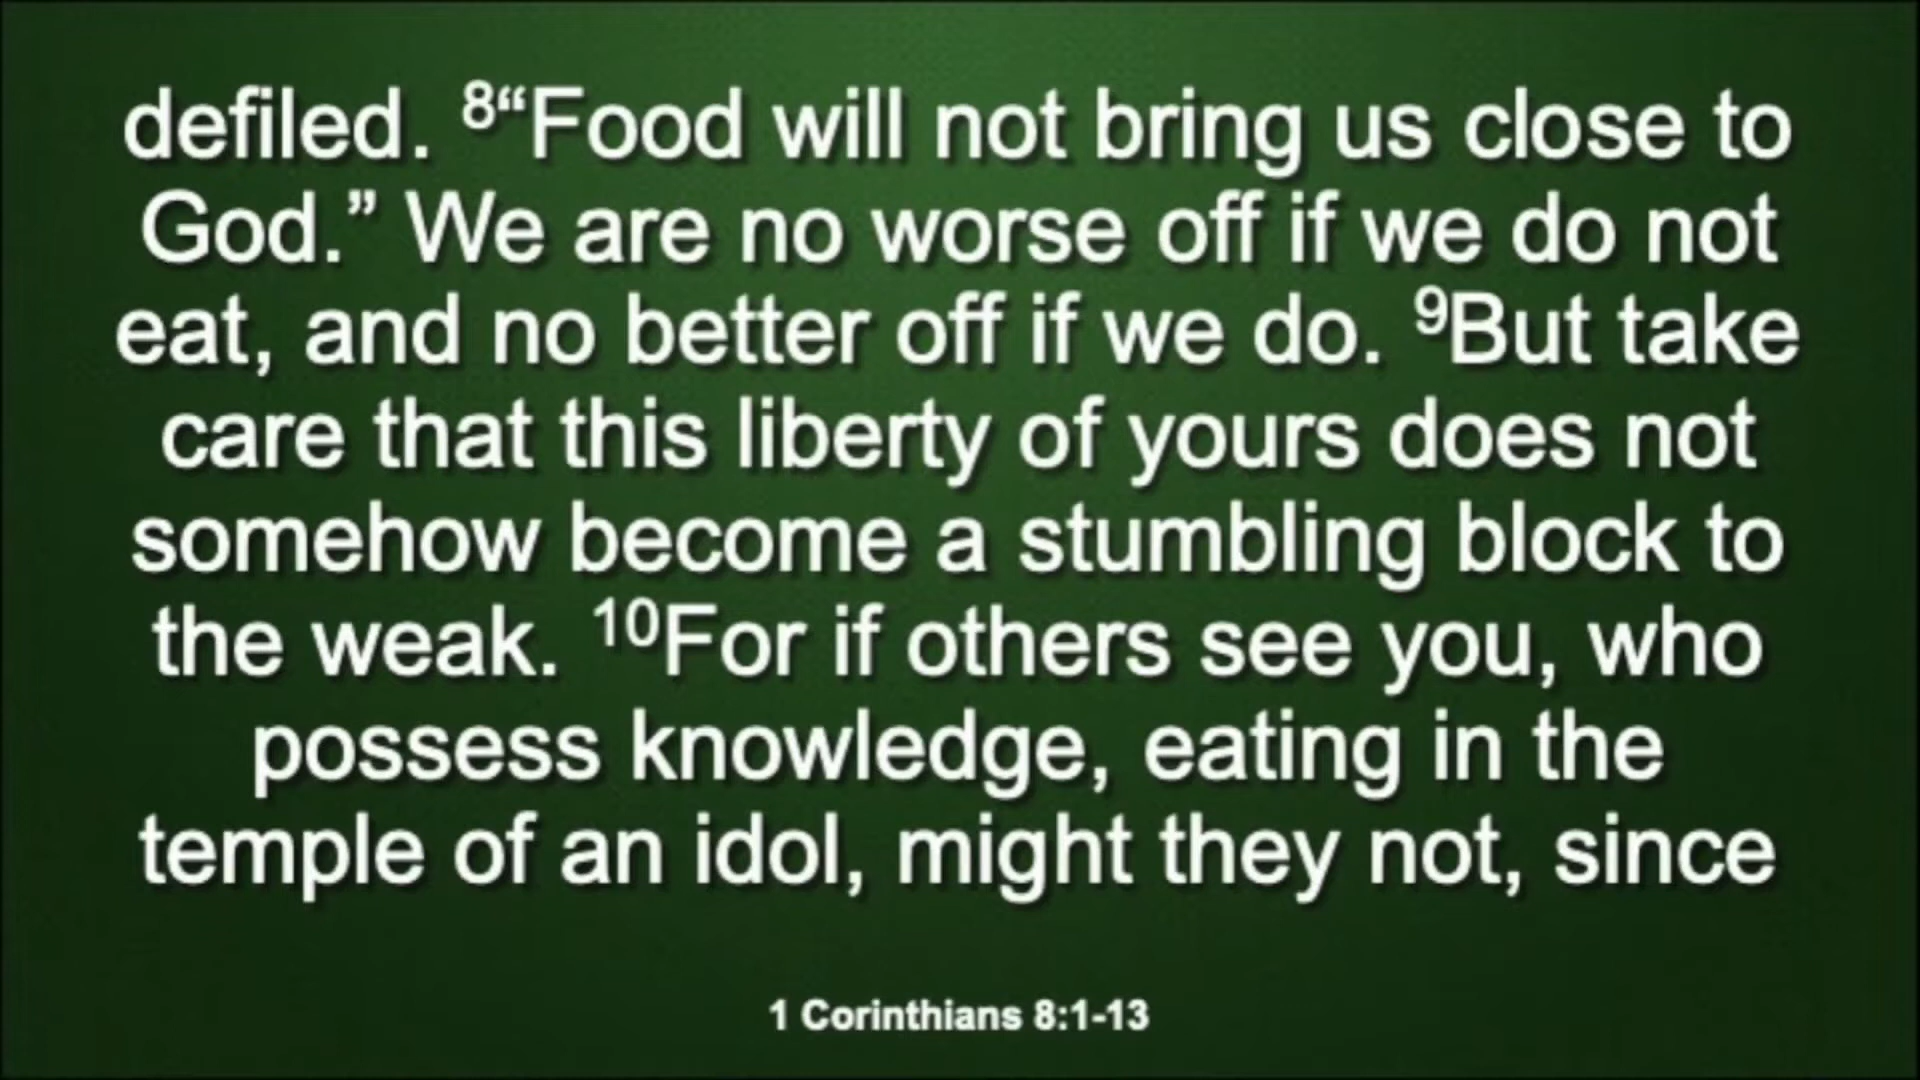 defiled. ⁸“Food will not bring us close to
God.” We are no worse off if we do not
eat, and no better off if we do. ⁹But take
care that this liberty of yours does not
somehow become a stumbling block to
the weak. ¹⁰For if others see you, who
possess knowledge, eating in the
temple of an idol, might they not, since
1 Corinthians 8:1-13